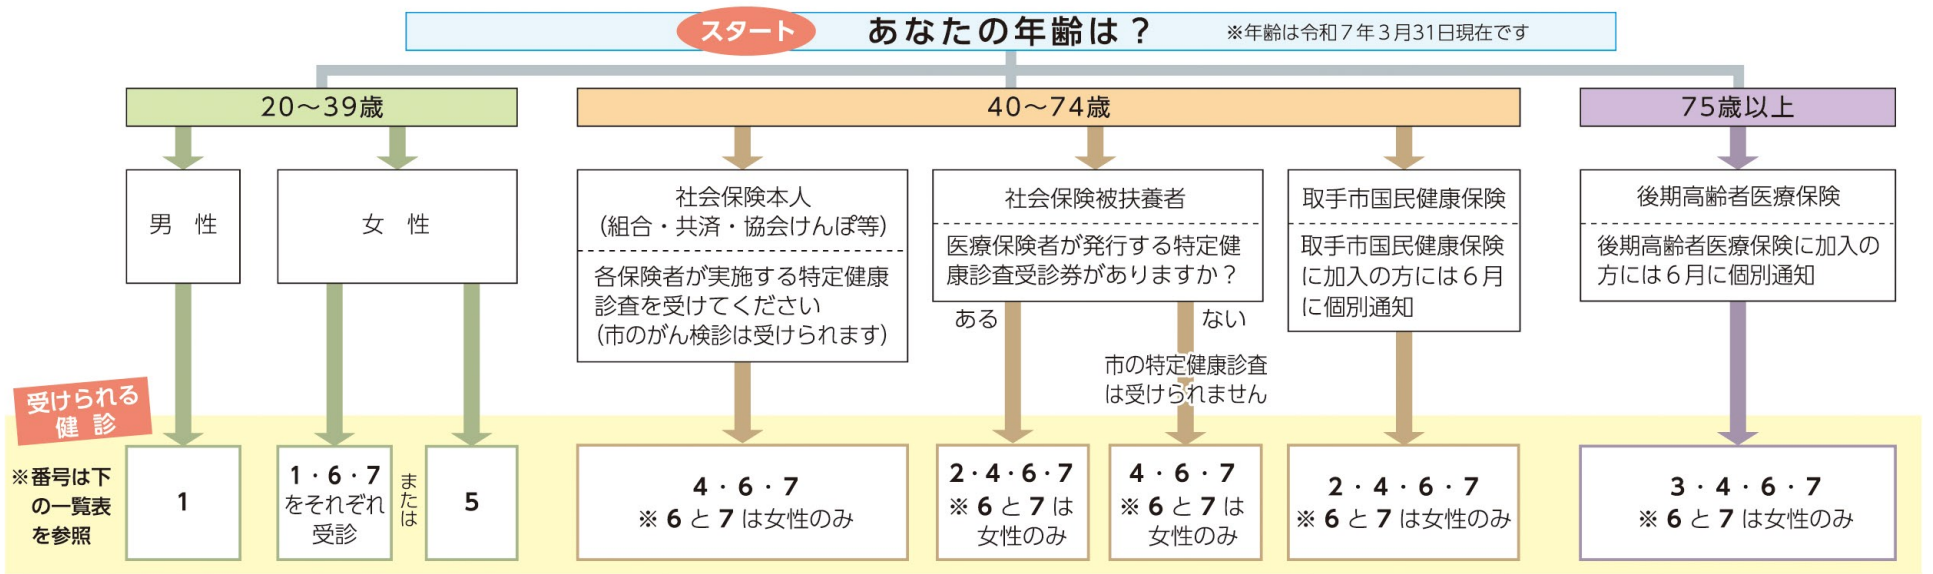 スタート あなたの年齢は？ ※年齢は令和７年３月31日現在です
20～39歳
40～74歳
75歳以上
男　性
女　性
社会保険本人
（組合・共済・協会けんぽ等）
各保険者が実施する特定健康
診査を受けてください
（市のがん検診は受けられます）
社会保険被扶養者
医療保険者が発行する特定健
康診査受診券がありますか？
ある
ない
市の特定健康診査
は受けられません
取手市国民健康保険
取手市国民健康保険
に加入の方には６月
に個別通知
後期高齢者医療保険
後期高齢者医療保険に加入の
方には６月に個別通知
受けられる
健　診
※番号は下
の一覧表
を参照
1
1・6・7
をそれぞれ
受診
または
5
4・6・7
※6と7は女性のみ
2・4・6・7
※6と7は
女性のみ
4・6・7
※6と7は
女性のみ
2・4・6・7
※6と7は女性のみ
3・4・6・7
※6と7は女性のみ